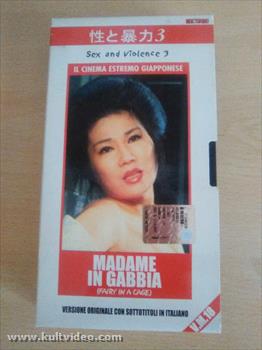 性と暴力3
Sex and Violence 3
IL CINEMA ESTREMO GIAPPONESE
MADAME
IN GABBIA
(FAIRY IN A CAGE)
VERSIONE ORIGINALE CON SOTTOTITOLI IN ITALIANO
V.M.18
www.kultvideo.com